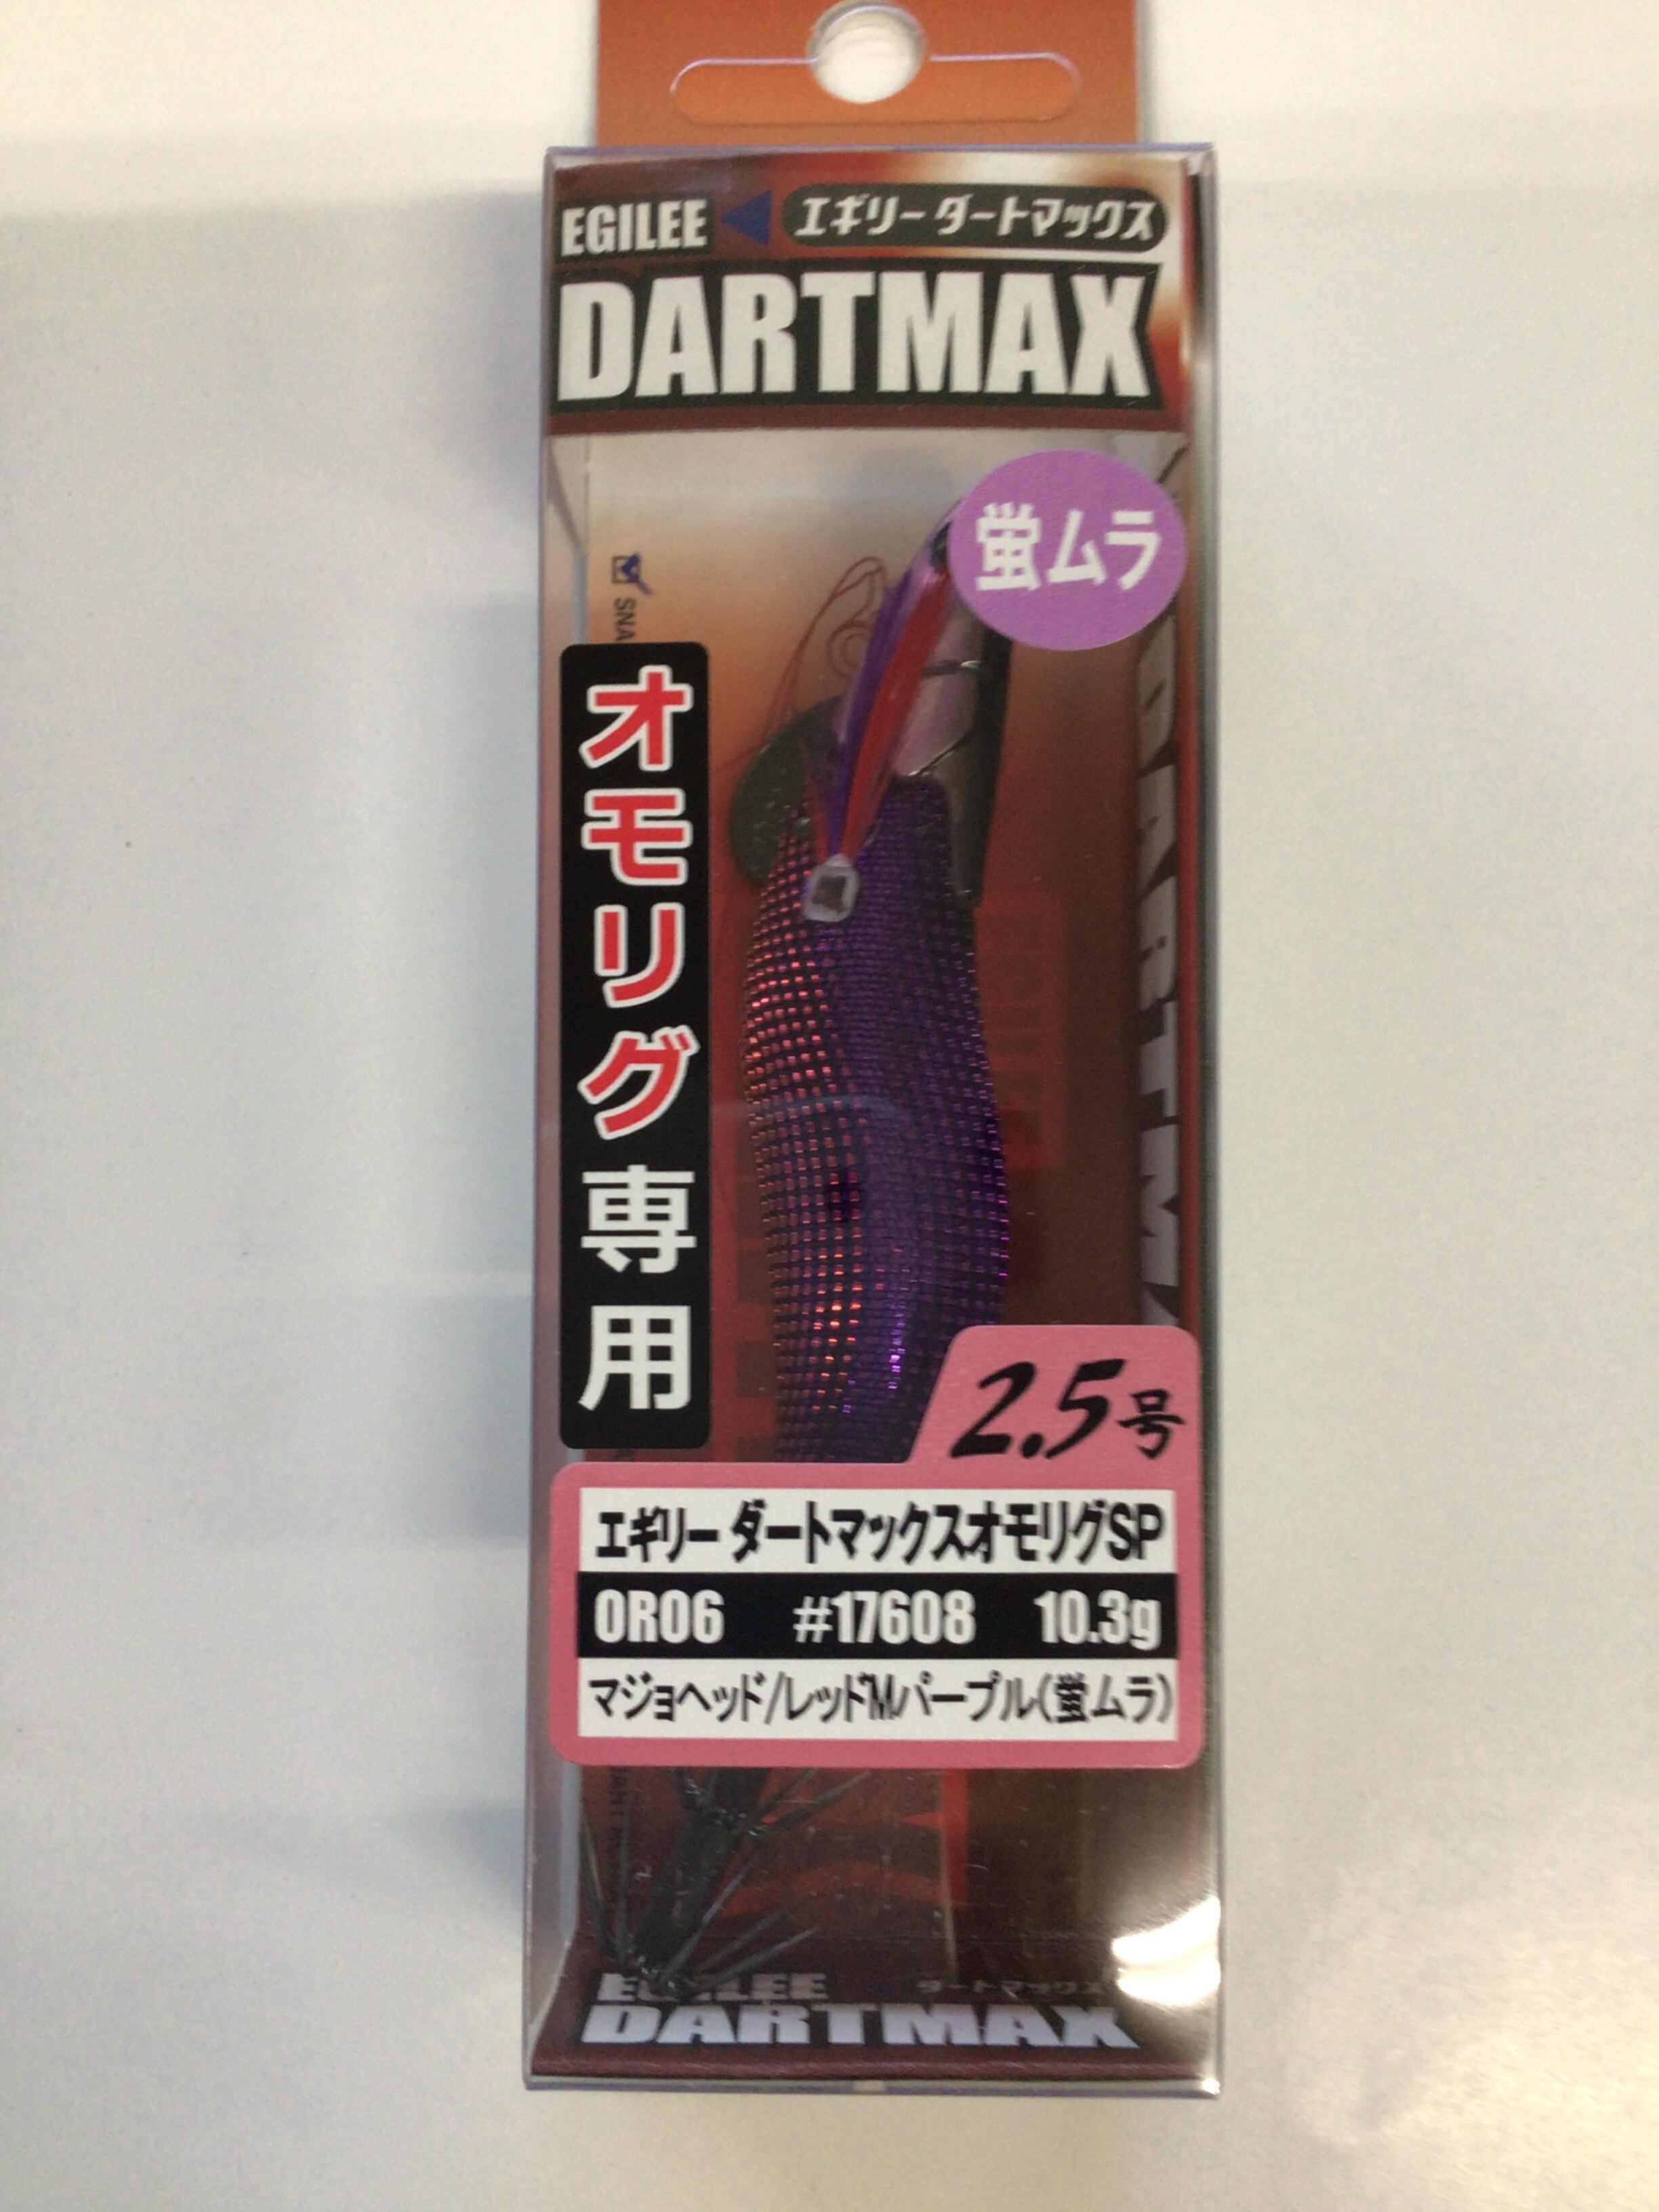 EGILEE エギリー ダートマックス
DARTMAX
蛍ムラ
SNA
オモリグ専用
DARTMA
2.5号
エギリー ダートマックスオモリグSP
OR06 #17608 10.3g
マジョヘッド/レッドMパープル(蛍ムラ)
EGILEE ダートマックス
DARTMAX